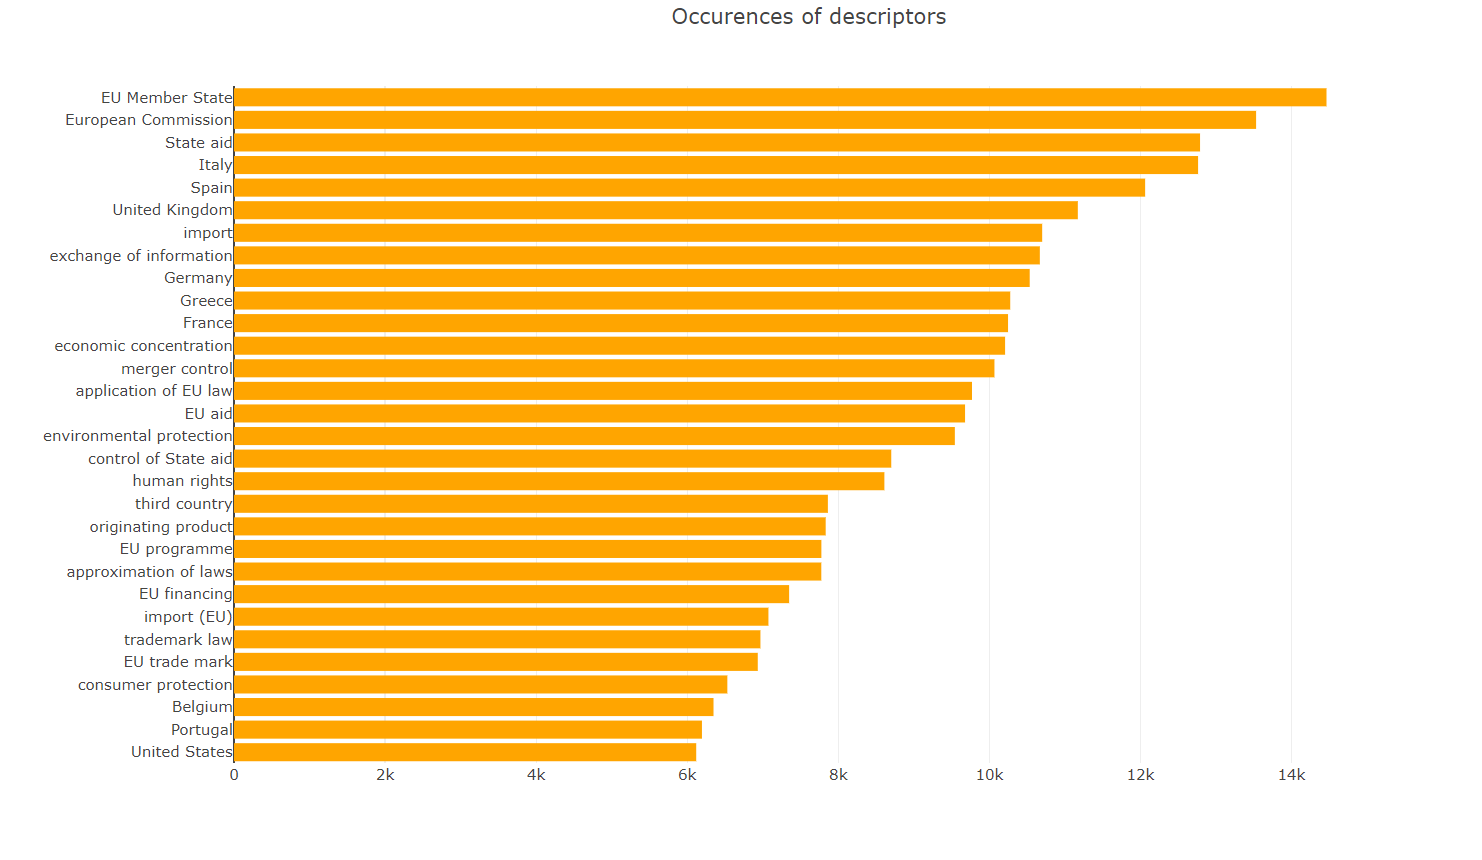 Occurences of descriptors
EU Member State
European Commission
State aid
Italy
Spain
United Kingdom
import
exchange of information
Germany
Greece
France
economic concentration
merger control
application of EU law
EU aid
environmental protection
control of State aid
human rights
third country
originating product
EU programme
approximation of laws
EU financing
import (EU)
trademark law
EU trade mark
consumer protection
Belgium
Portugal
United States
0 2k 4k 6k 8k 10k 12k 14k